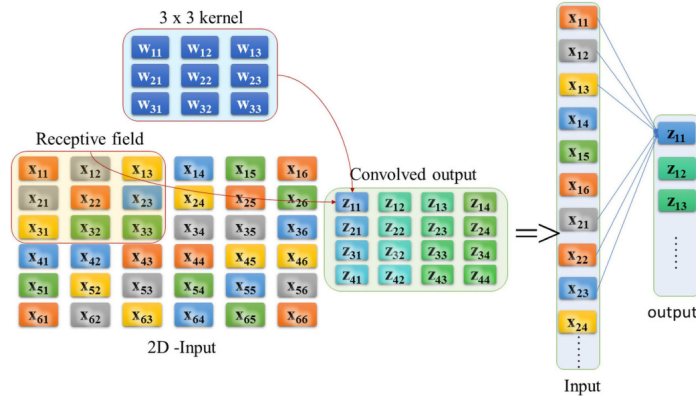 3 x 3 kernel
w11 w12 w13
w21 w22 w23
w31 w32 w33
Receptive field
x11 x12 x13 x14 x15 x16
x21 x22 x23 x24 x25 x26
x31 x32 x33 x34 x35 x36
x41 x42 x43 x44 x45 x46
x51 x52 x53 x54 x55 x56
x61 x62 x63 x64 x65 x66
2D -Input
Convolved output
z11 z12 z13 z14
z21 z22 z23 z24
z31 z32 z33 z34
z41 z42 z43 z44
x11
x12
x13
x14
x15
x16
x21
x22
x23
x24
Input
z11
z12
z13
output